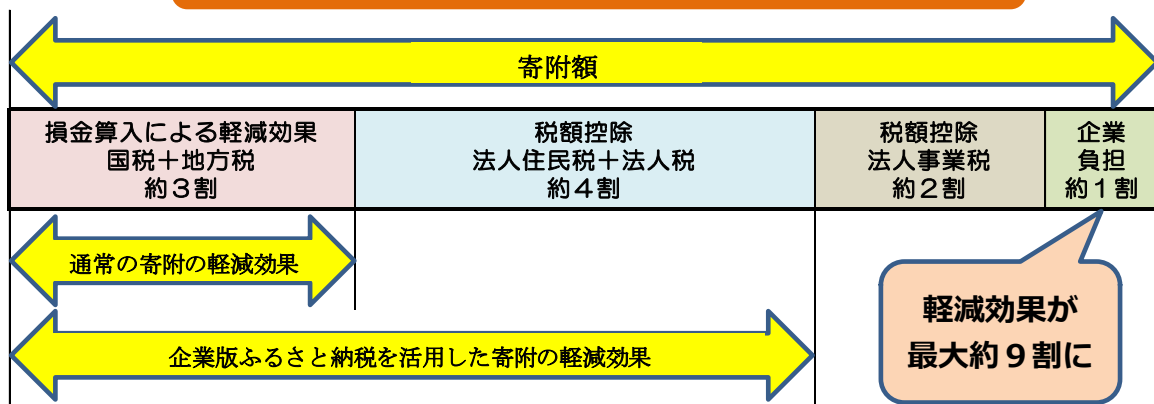 寄附額
損金算入による軽減効果
国税＋地方税
約３割
税額控除
法人住民税＋法人税
約４割
税額控除
法人事業税
約２割
企業
負担
約１割
通常の寄附の軽減効果
企業版ふるさと納税を活用した寄附の軽減効果
軽減効果が
最大約９割に